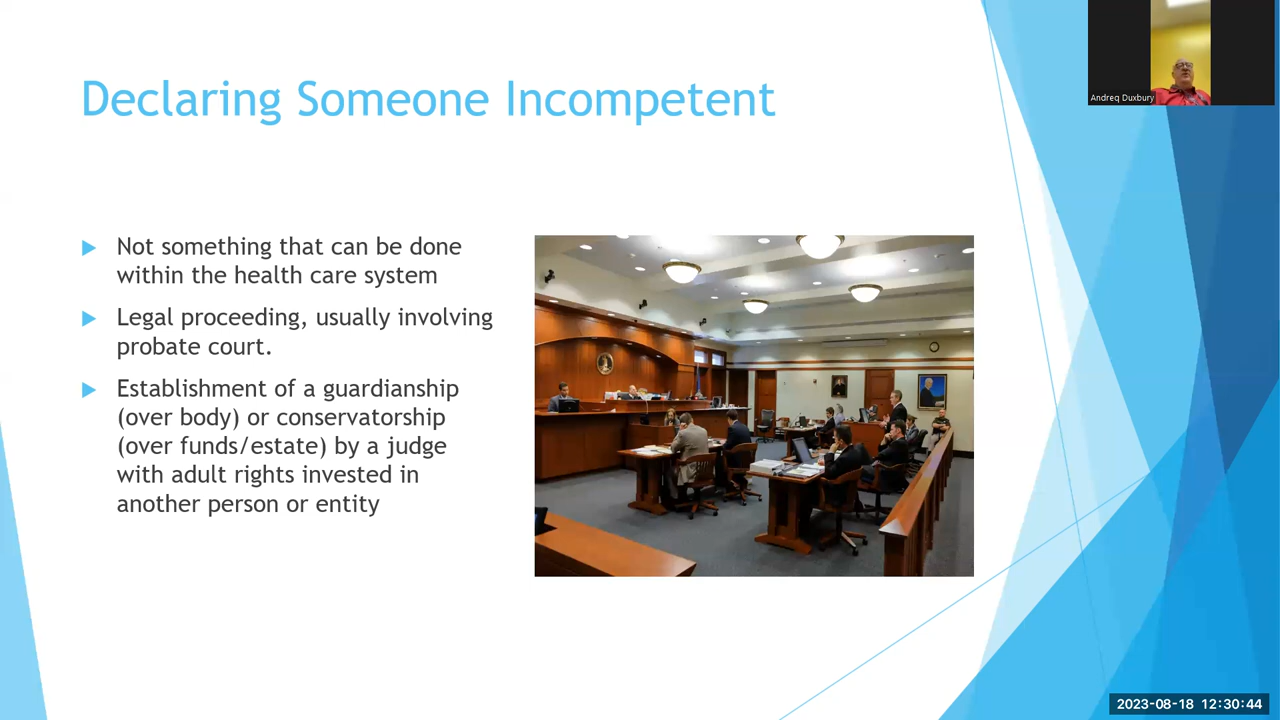 Declaring Someone Incompetent
Andreq Duxbury
Not something that can be done
within the health care system
Legal proceeding, usually involving
probate court.
Establishment of a guardianship
(over body) or conservatorship
(over funds/estate) by a judge
with adult rights invested in
another person or entity
2023-08-18 12:30:44